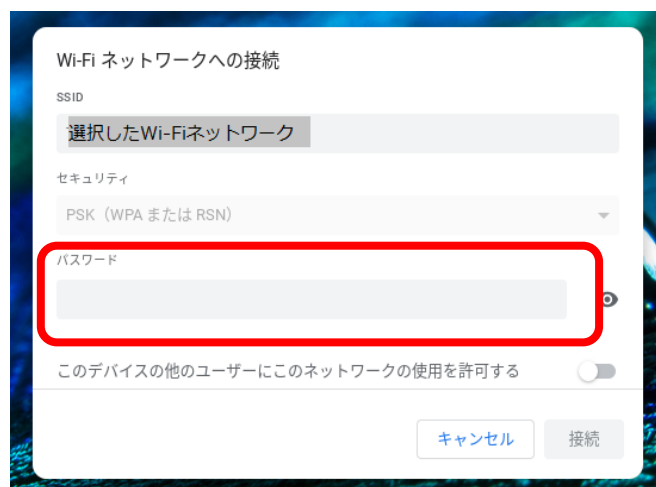 Wi-Fi ネットワークへの接続
SSID
選択したWi-Fiネットワーク
セキュリティ
PSK（WPA または RSN）
パスワード
このデバイスの他のユーザーにこのネットワークの使用を許可する
キャンセル
接続